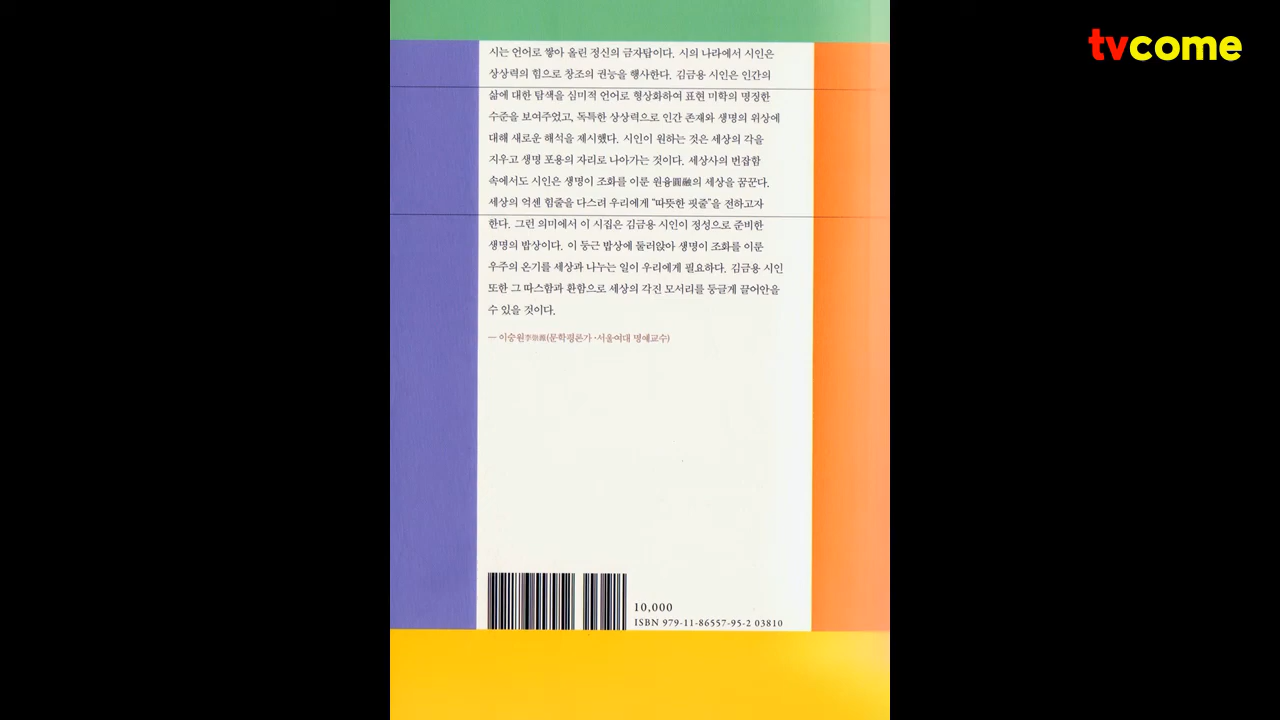 tvcome
시는 언어로 쌓아 올린 정신의 금자탑이다. 시의 나라에서 시인은
상상력의 힘으로 창조의 권능을 행사한다. 김금용 시인은 인간의
삶에 대한 탐색을 심미적 언어로 형상화하여 표현 미학의 명징한
수준을 보여주었고, 독특한 상상력으로 인간 존재와 생명의 위상에
대해 새로운 해석을 제시했다. 시인이 원하는 것은 세상의 각을
지우고 생명 포용의 자리로 나아가는 것이다. 세상사의 번잡함
속에서도 시인은 생명이 조화를 이룬 원융圓融의 세상을 꿈꾼다.
세상의 억센 힘줄을 다스려 우리에게 “따뜻한 핏줄”을 전하고자
한다. 그런 의미에서 이 시집은 김금용 시인이 정성으로 준비한
생명의 밥상이다. 이 둥근 밥상에 둘러앉아 생명이 조화를 이룬
우주의 온기를 세상과 나누는 일이 우리에게 필요하다. 김금용 시인
또한 그 따스함과 환함으로 세상의 각진 모서리를 둥글게 끌어안을
수 있을 것이다.
— 이숭원(문학평론가·서울여대 명예교수)
10,000
ISBN 979-11-86557-95-2 03810